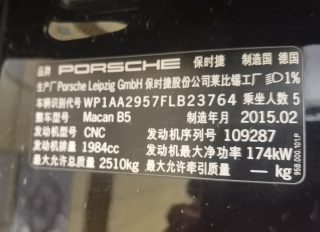 品牌 PORSCHE 保时捷 制造国 德国
生产厂 Porsche Leipzig GmbH 保时捷股份公司莱比锡工厂 1%
车辆识别代号 WP1AA2957FLB23764 乘坐人数 5
整车型号 Macan B5 制造年月 2015.02
发动机型号 CNC 发动机序列号 109287
发动机排量 1984cc 发动机最大净功率 174kW
最大允许总质量 2510kg 最大允许牵引质量 — kg
95B.000.101.P